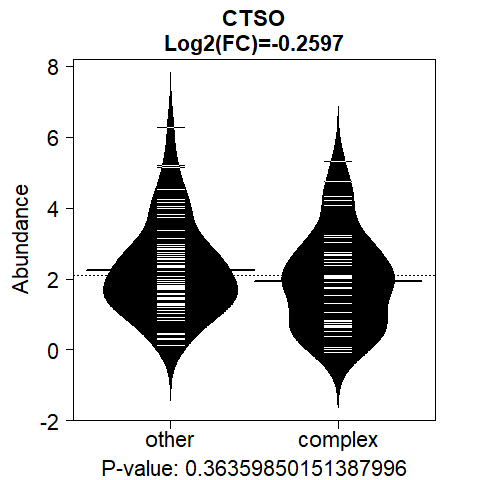 CTSO
Log2(FC)=-0.2597
8
6
4
2
0
-2
Abundance
other complex
P-value: 0.36359850151387996